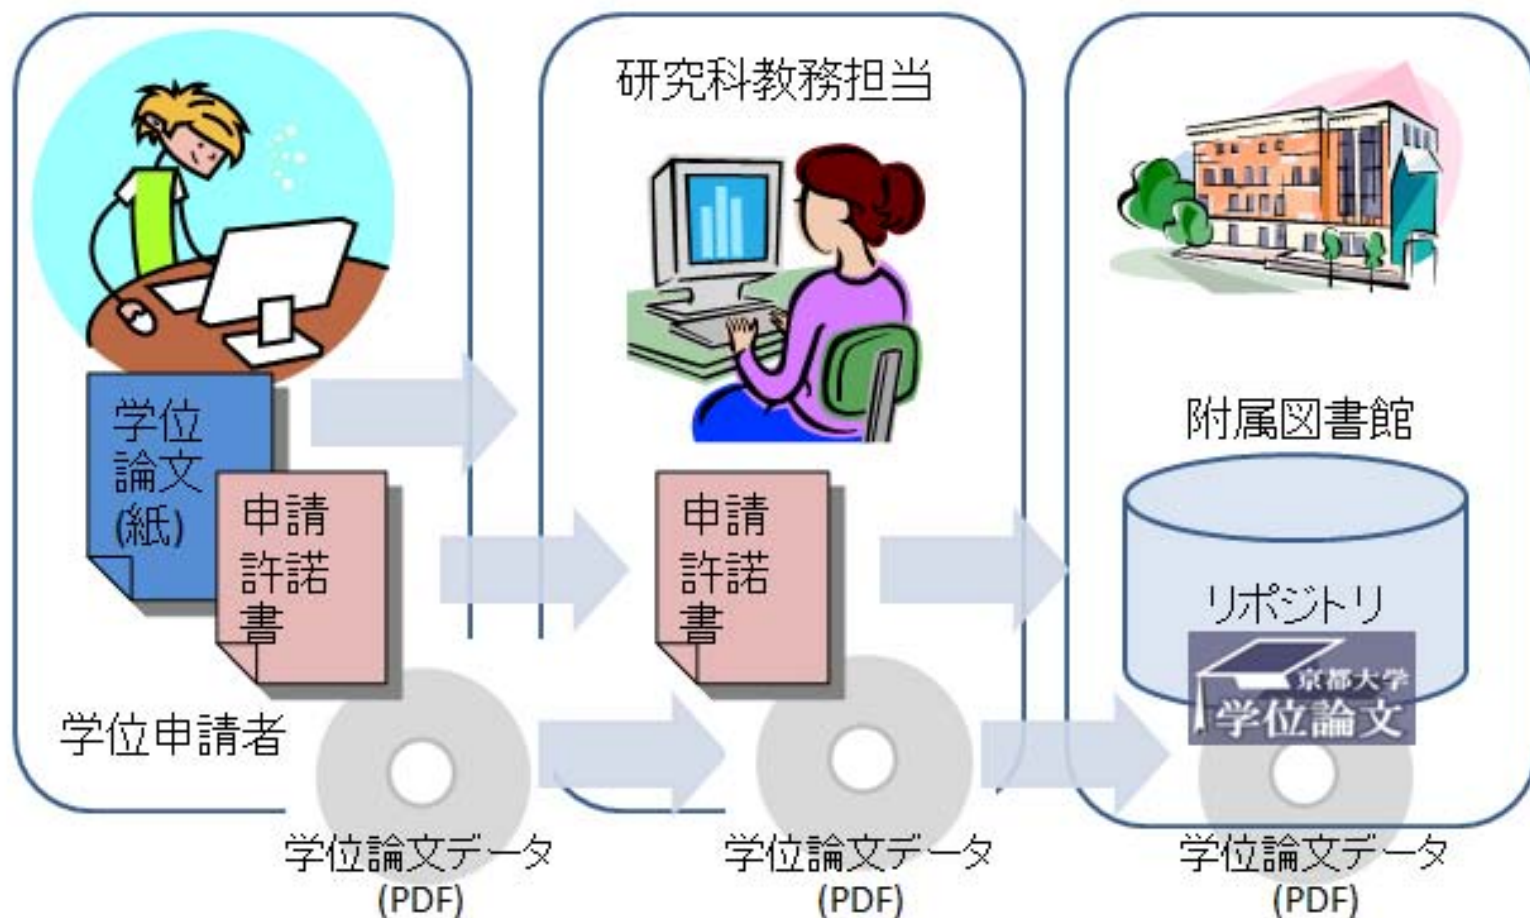 学位
論文
(紙)
申請
許諾
書
学位申請者
学位論文データ
(PDF)
研究科教務担当
申請
許諾
書
学位論文データ
(PDF)
附属図書館
リポジトリ
京都大学
学位論文
学位論文データ
(PDF)